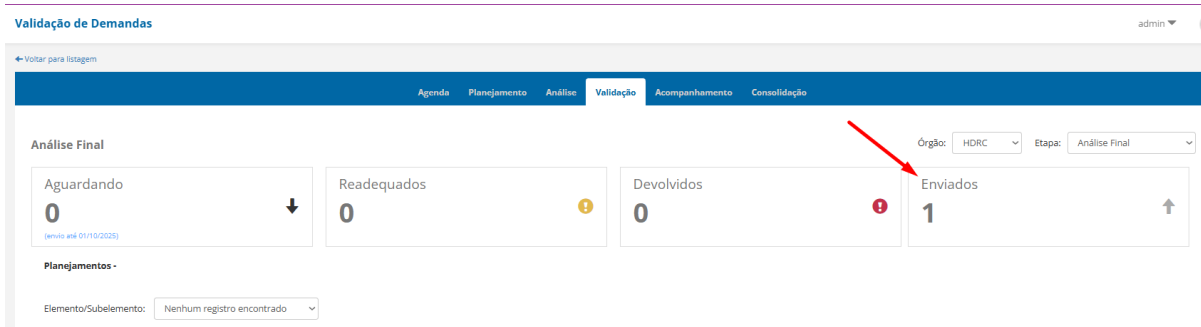 Validação de Demandas
admin
Voltar para listagem
Agenda Planejamento Análise Validação Acompanhamento Consolidação
Análise Final
Órgão: HDRC Etapa: Análise Final
Aguardando
0
(envio até 01/10/2025)
Readequados
0
Devolvidos
0
Enviados
1
Planejamentos -
Elemento/Subelemento: Nenhum registro encontrado